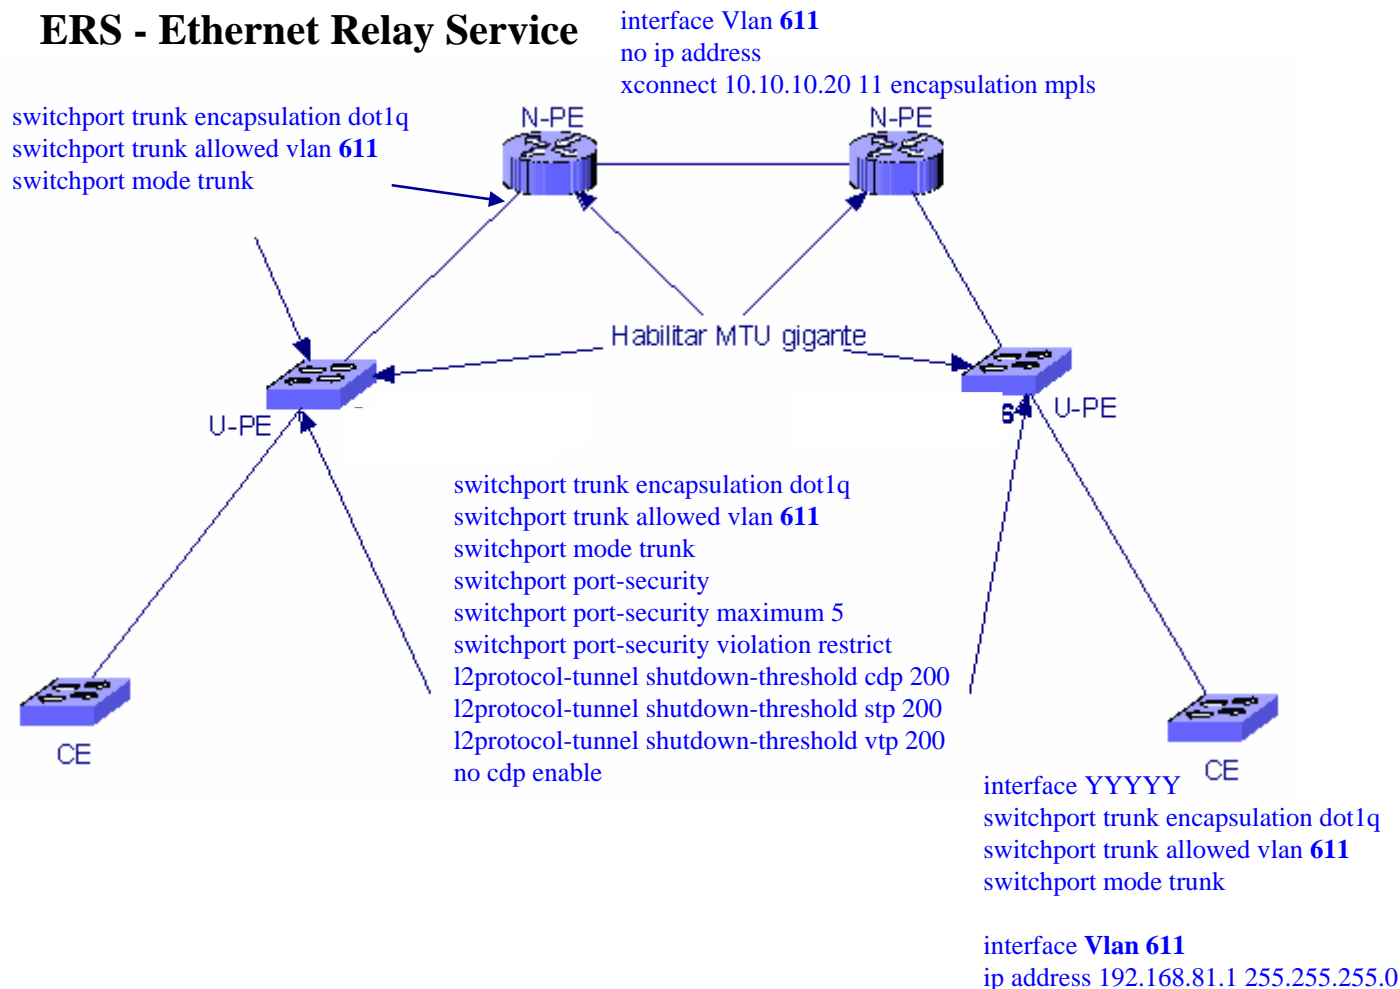 ERS - Ethernet Relay Service
interface Vlan 611
no ip address
xconnect 10.10.10.20 11 encapsulation mpls
switchport trunk encapsulation dot1q
switchport trunk allowed vlan 611
switchport mode trunk
N-PE
N-PE
Habilitar MTU gigante
U-PE
6
U-PE
switchport trunk encapsulation dot1q
switchport trunk allowed vlan 611
switchport mode trunk
switchport port-security
switchport port-security maximum 5
switchport port-security violation restrict
l2protocol-tunnel shutdown-threshold cdp 200
l2protocol-tunnel shutdown-threshold stp 200
l2protocol-tunnel shutdown-threshold vtp 200
no cdp enable
CE
CE
interface YYYYY
switchport trunk encapsulation dot1q
switchport trunk allowed vlan 611
switchport mode trunk
interface Vlan 611
ip address 192.168.81.1 255.255.255.0